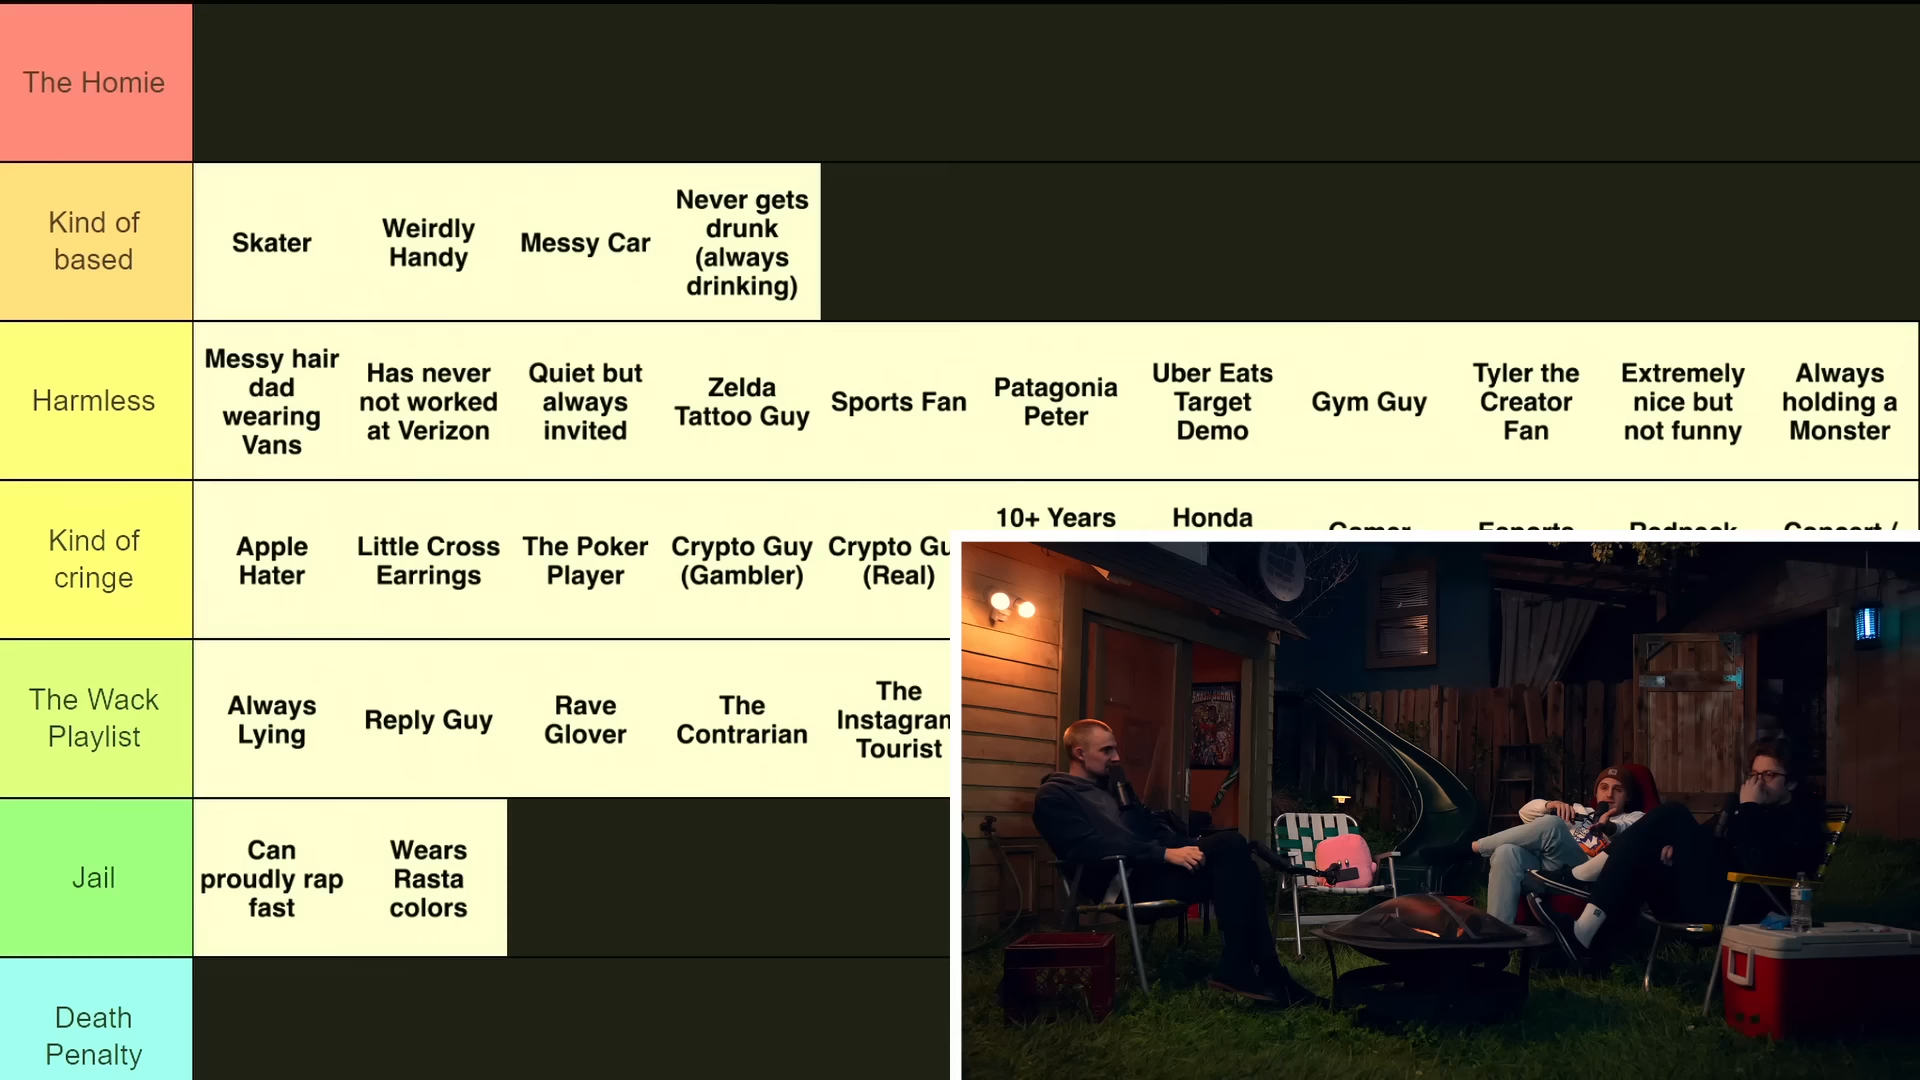 The Homie
Kind of
based
Skater
Weirdly
Handy
Messy Car
Never gets
drunk
(always
drinking)
Harmless
Messy hair
dad
wearing
Vans
Has never
not worked
at Verizon
Quiet but
always
invited
Zelda
Tattoo Guy
Sports Fan
Patagonia
Peter
Uber Eats
Target
Demo
Gym Guy
Tyler the
Creator
Fan
Extremely
nice but
not funny
Always
holding a
Monster
Kind of
cringe
Apple
Hater
Little Cross
Earrings
The Poker
Player
Crypto Guy
(Gambler)
Crypto
(Real)
10+ Years
Honda
The Wack
Playlist
Always
Lying
Reply Guy
Rave
Glover
The
Contrarian
The
Tourist
Jail
Can
proudly rap
fast
Wears
Rasta
colors
Death
Penalty